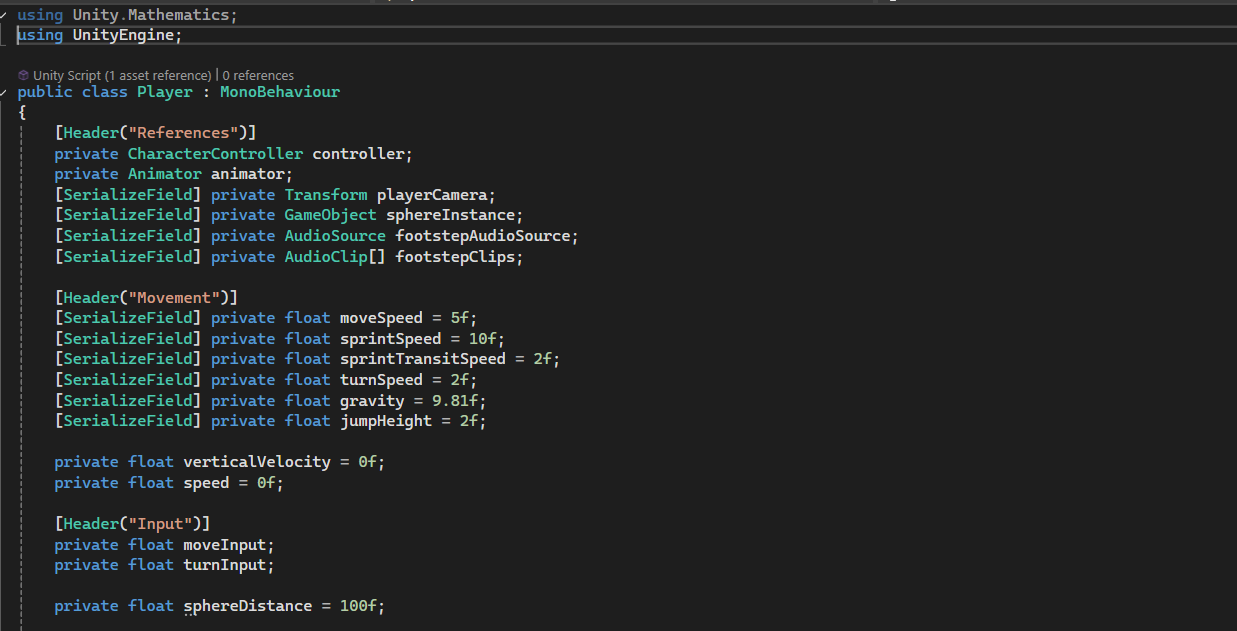 using Unity.Mathematics;
using UnityEngine;
Unity Script (1 asset reference) | 0 references
public class Player : MonoBehaviour
{
[Header("References")]
private CharacterController controller;
private Animator animator;
[SerializeField] private Transform playerCamera;
[SerializeField] private GameObject sphereInstance;
[SerializeField] private AudioSource footstepAudioSource;
[SerializeField] private AudioClip[] footstepClips;
[Header("Movement")]
[SerializeField] private float moveSpeed = 5f;
[SerializeField] private float sprintSpeed = 10f;
[SerializeField] private float sprintTransitSpeed = 2f;
[SerializeField] private float turnSpeed = 2f;
[SerializeField] private float gravity = 9.81f;
[SerializeField] private float jumpHeight = 2f;
private float verticalVelocity = 0f;
private float speed = 0f;
[Header("Input")]
private float moveInput;
private float turnInput;
private float sphereDistance = 100f;